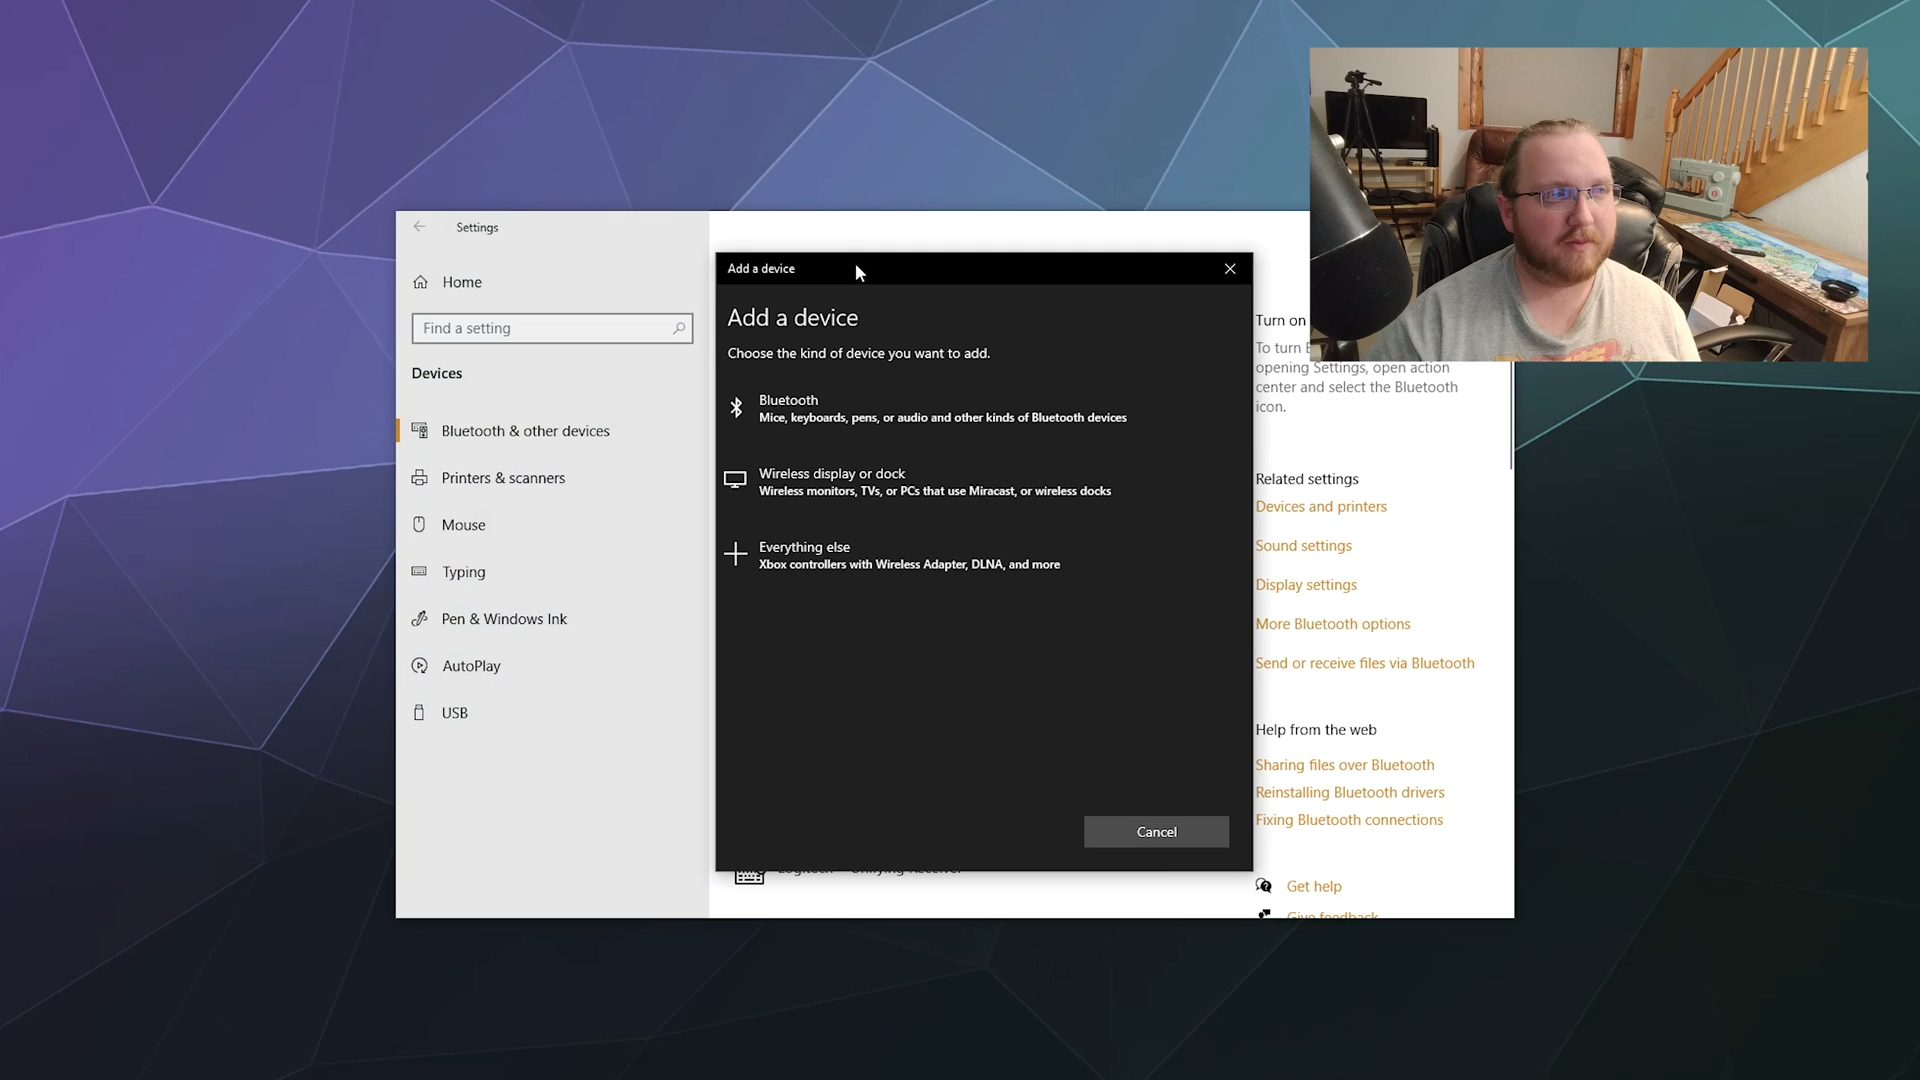 Settings
Home
Find a setting
Devices
Bluetooth & other devices
Printers & scanners
Mouse
Typing
Pen & Windows Ink
AutoPlay
USB
Add a device
Add a device
Choose the kind of device you want to add.
Bluetooth
Mice, keyboards, pens, or audio and other kinds of Bluetooth devices
Wireless display or dock
Wireless monitors, TVs, or PCs that use Miracast, or wireless docks
Everything else
Xbox controllers with Wireless Adapter, DLNA, and more
Cancel
Turn on
To turn
opening Settings, open action
center and select the Bluetooth
icon.
Related settings
Devices and printers
Sound settings
Display settings
More Bluetooth options
Send or receive files via Bluetooth
Help from the web
Sharing files over Bluetooth
Reinstalling Bluetooth drivers
Fixing Bluetooth connections
Get help
Give feedback